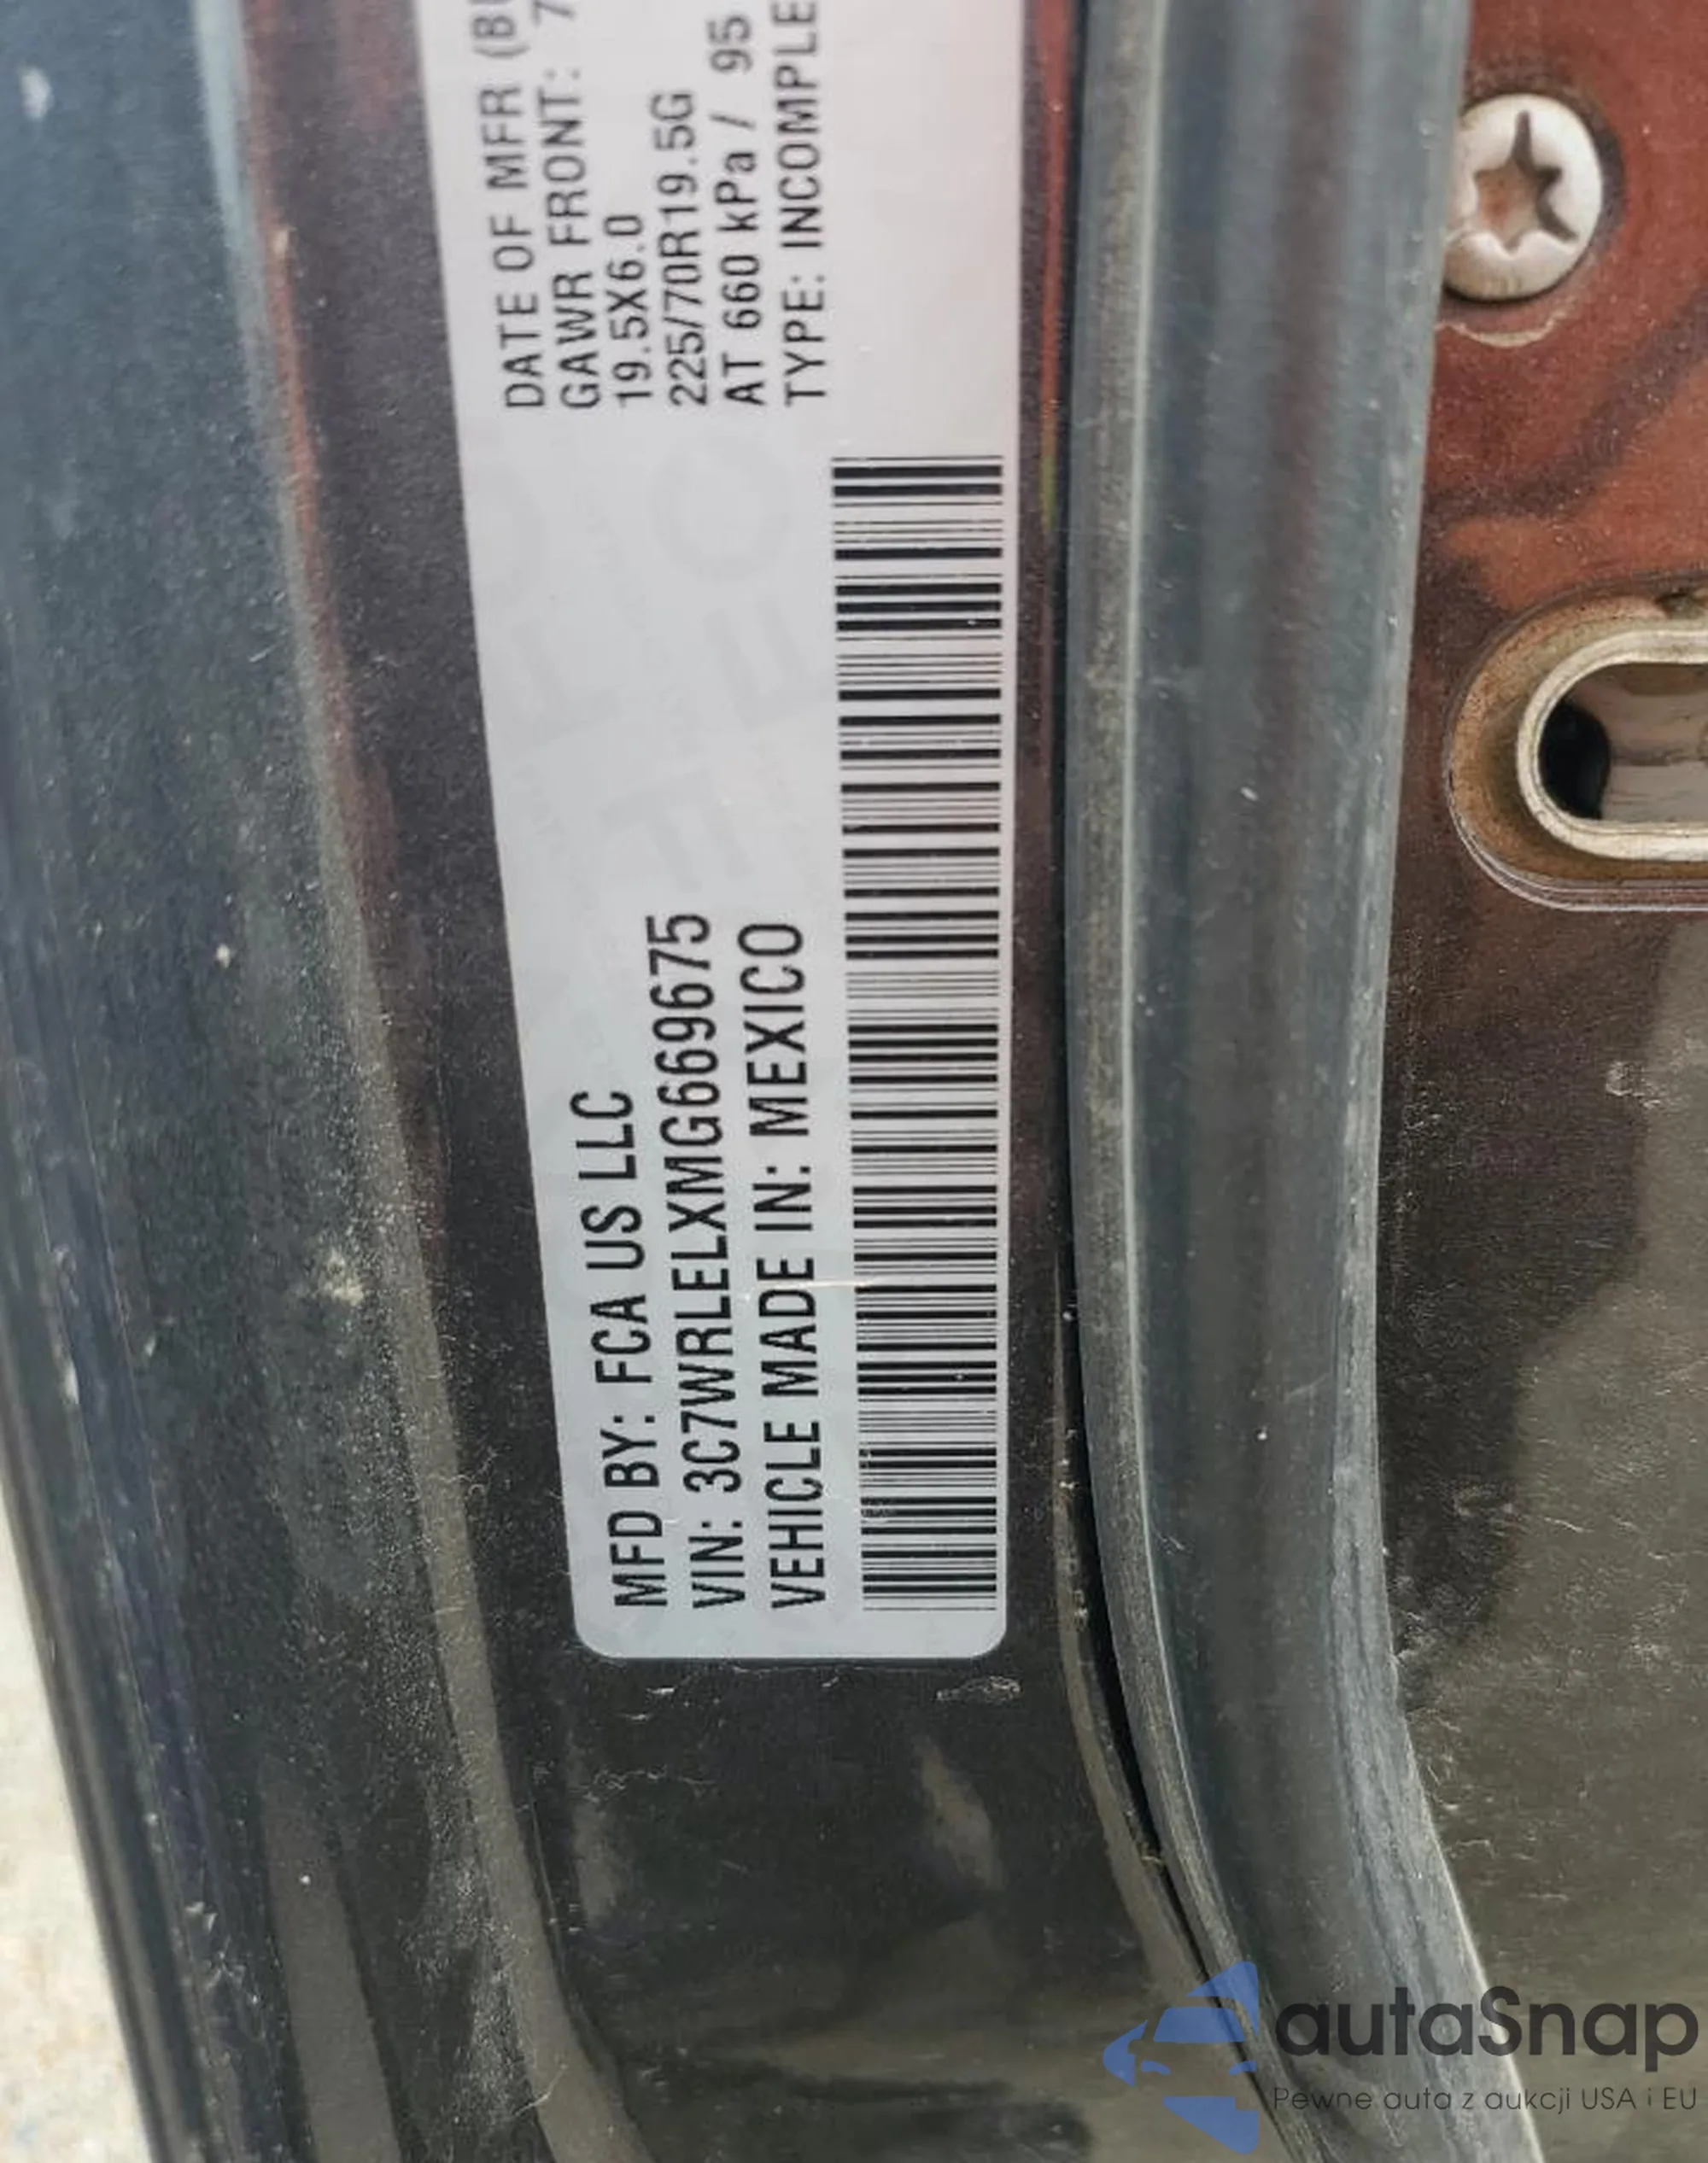 MFD BY: FCA US LLC
VIN: 3C7WRLELXMG669675
VEHICLE MADE IN: MEXICO
DATE OF MFR
GAWR FRONT: 7
19.5X6.0
225/70R19.5G
AT 660 kPa / 95
TYPE: INCOMPLE
autaSnap
Pewne auta z aukcji USA i EU